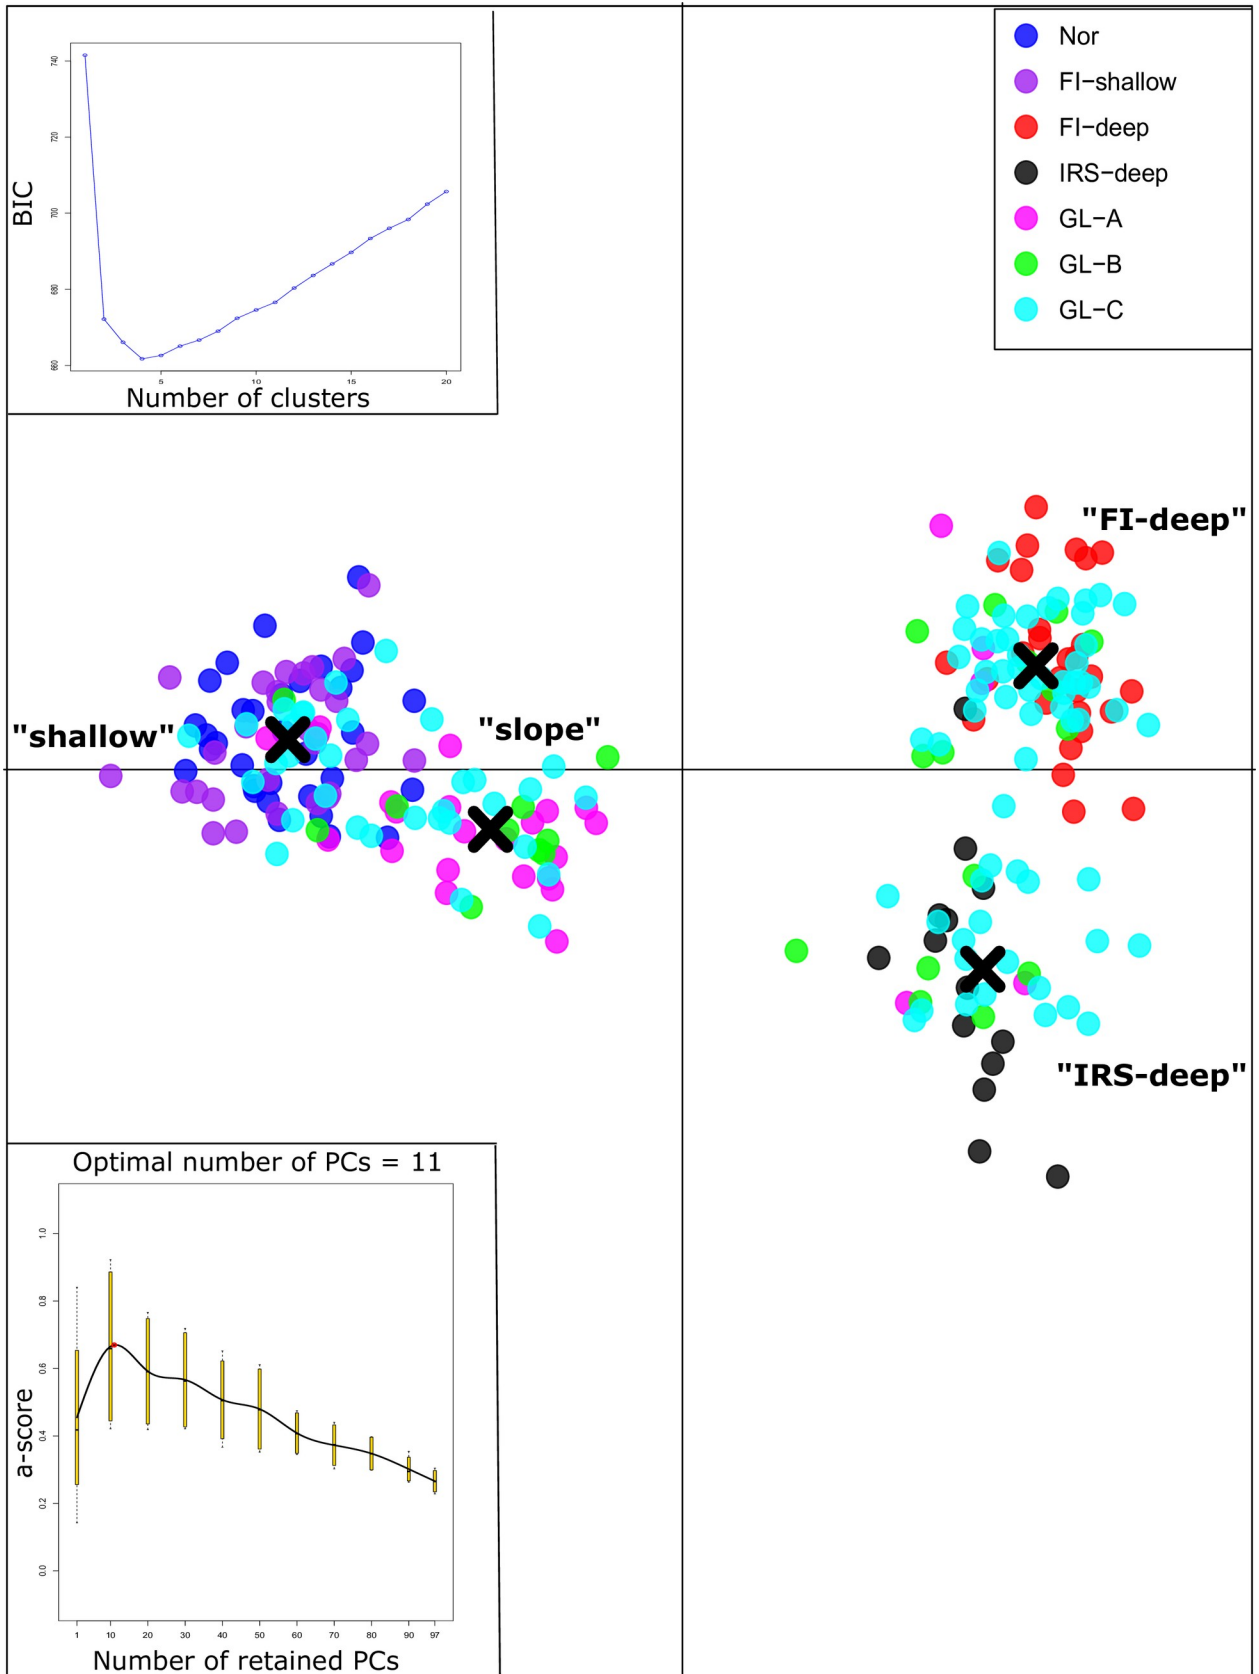 Nor
FI−shallow
FI−deep
IRS−deep
GL−A
GL−B
GL−C
740
720
700
680
660
BIC
5 10 15 20
Number of clusters
"FI-deep"
"shallow"
"slope"
"IRS-deep"
Optimal number of PCs = 11
1.0
0.8
0.6
0.4
0.2
0.0
a-score
1 10 20 30 40 50 60 70 80 90 97
Number of retained PCs